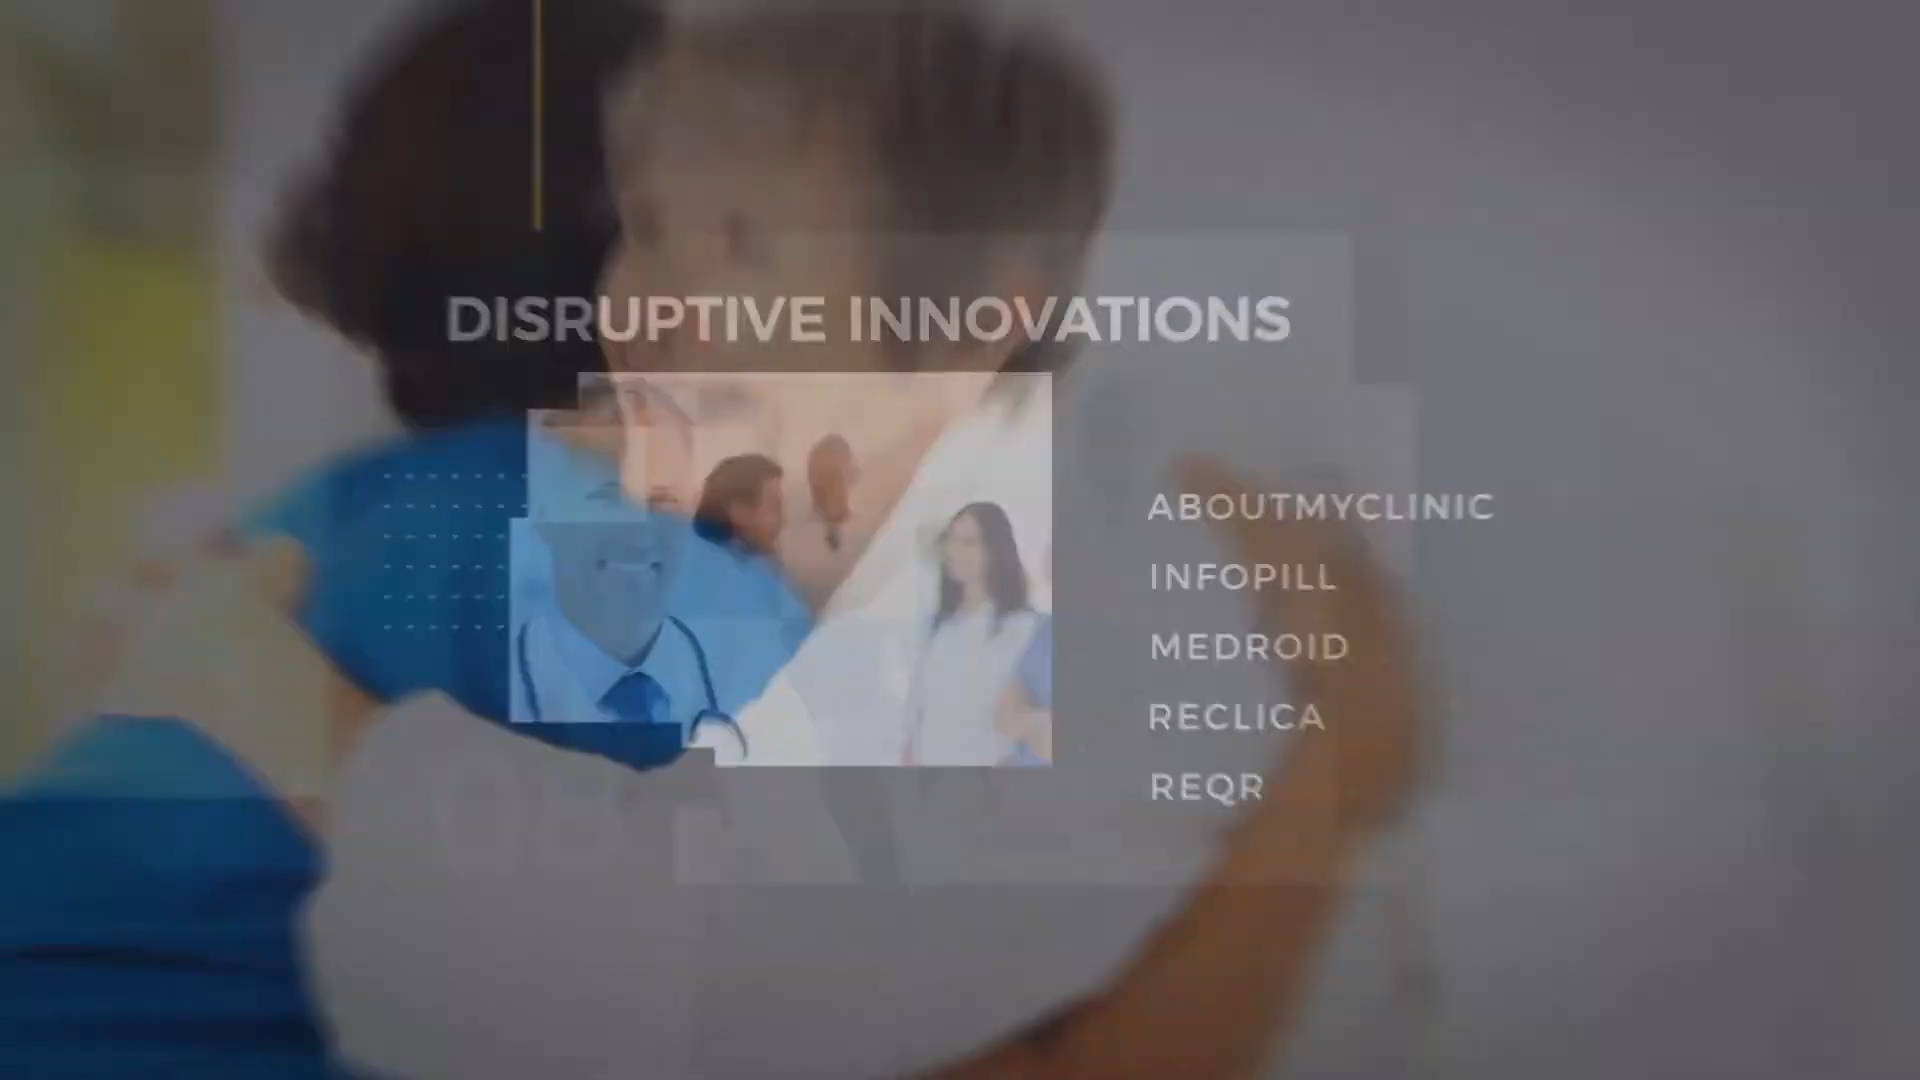 DISRUPTIVE INNOVATIONS
ABOUTMYCLINIC
INFOPILL
MEDROID
RECLICA
REQR